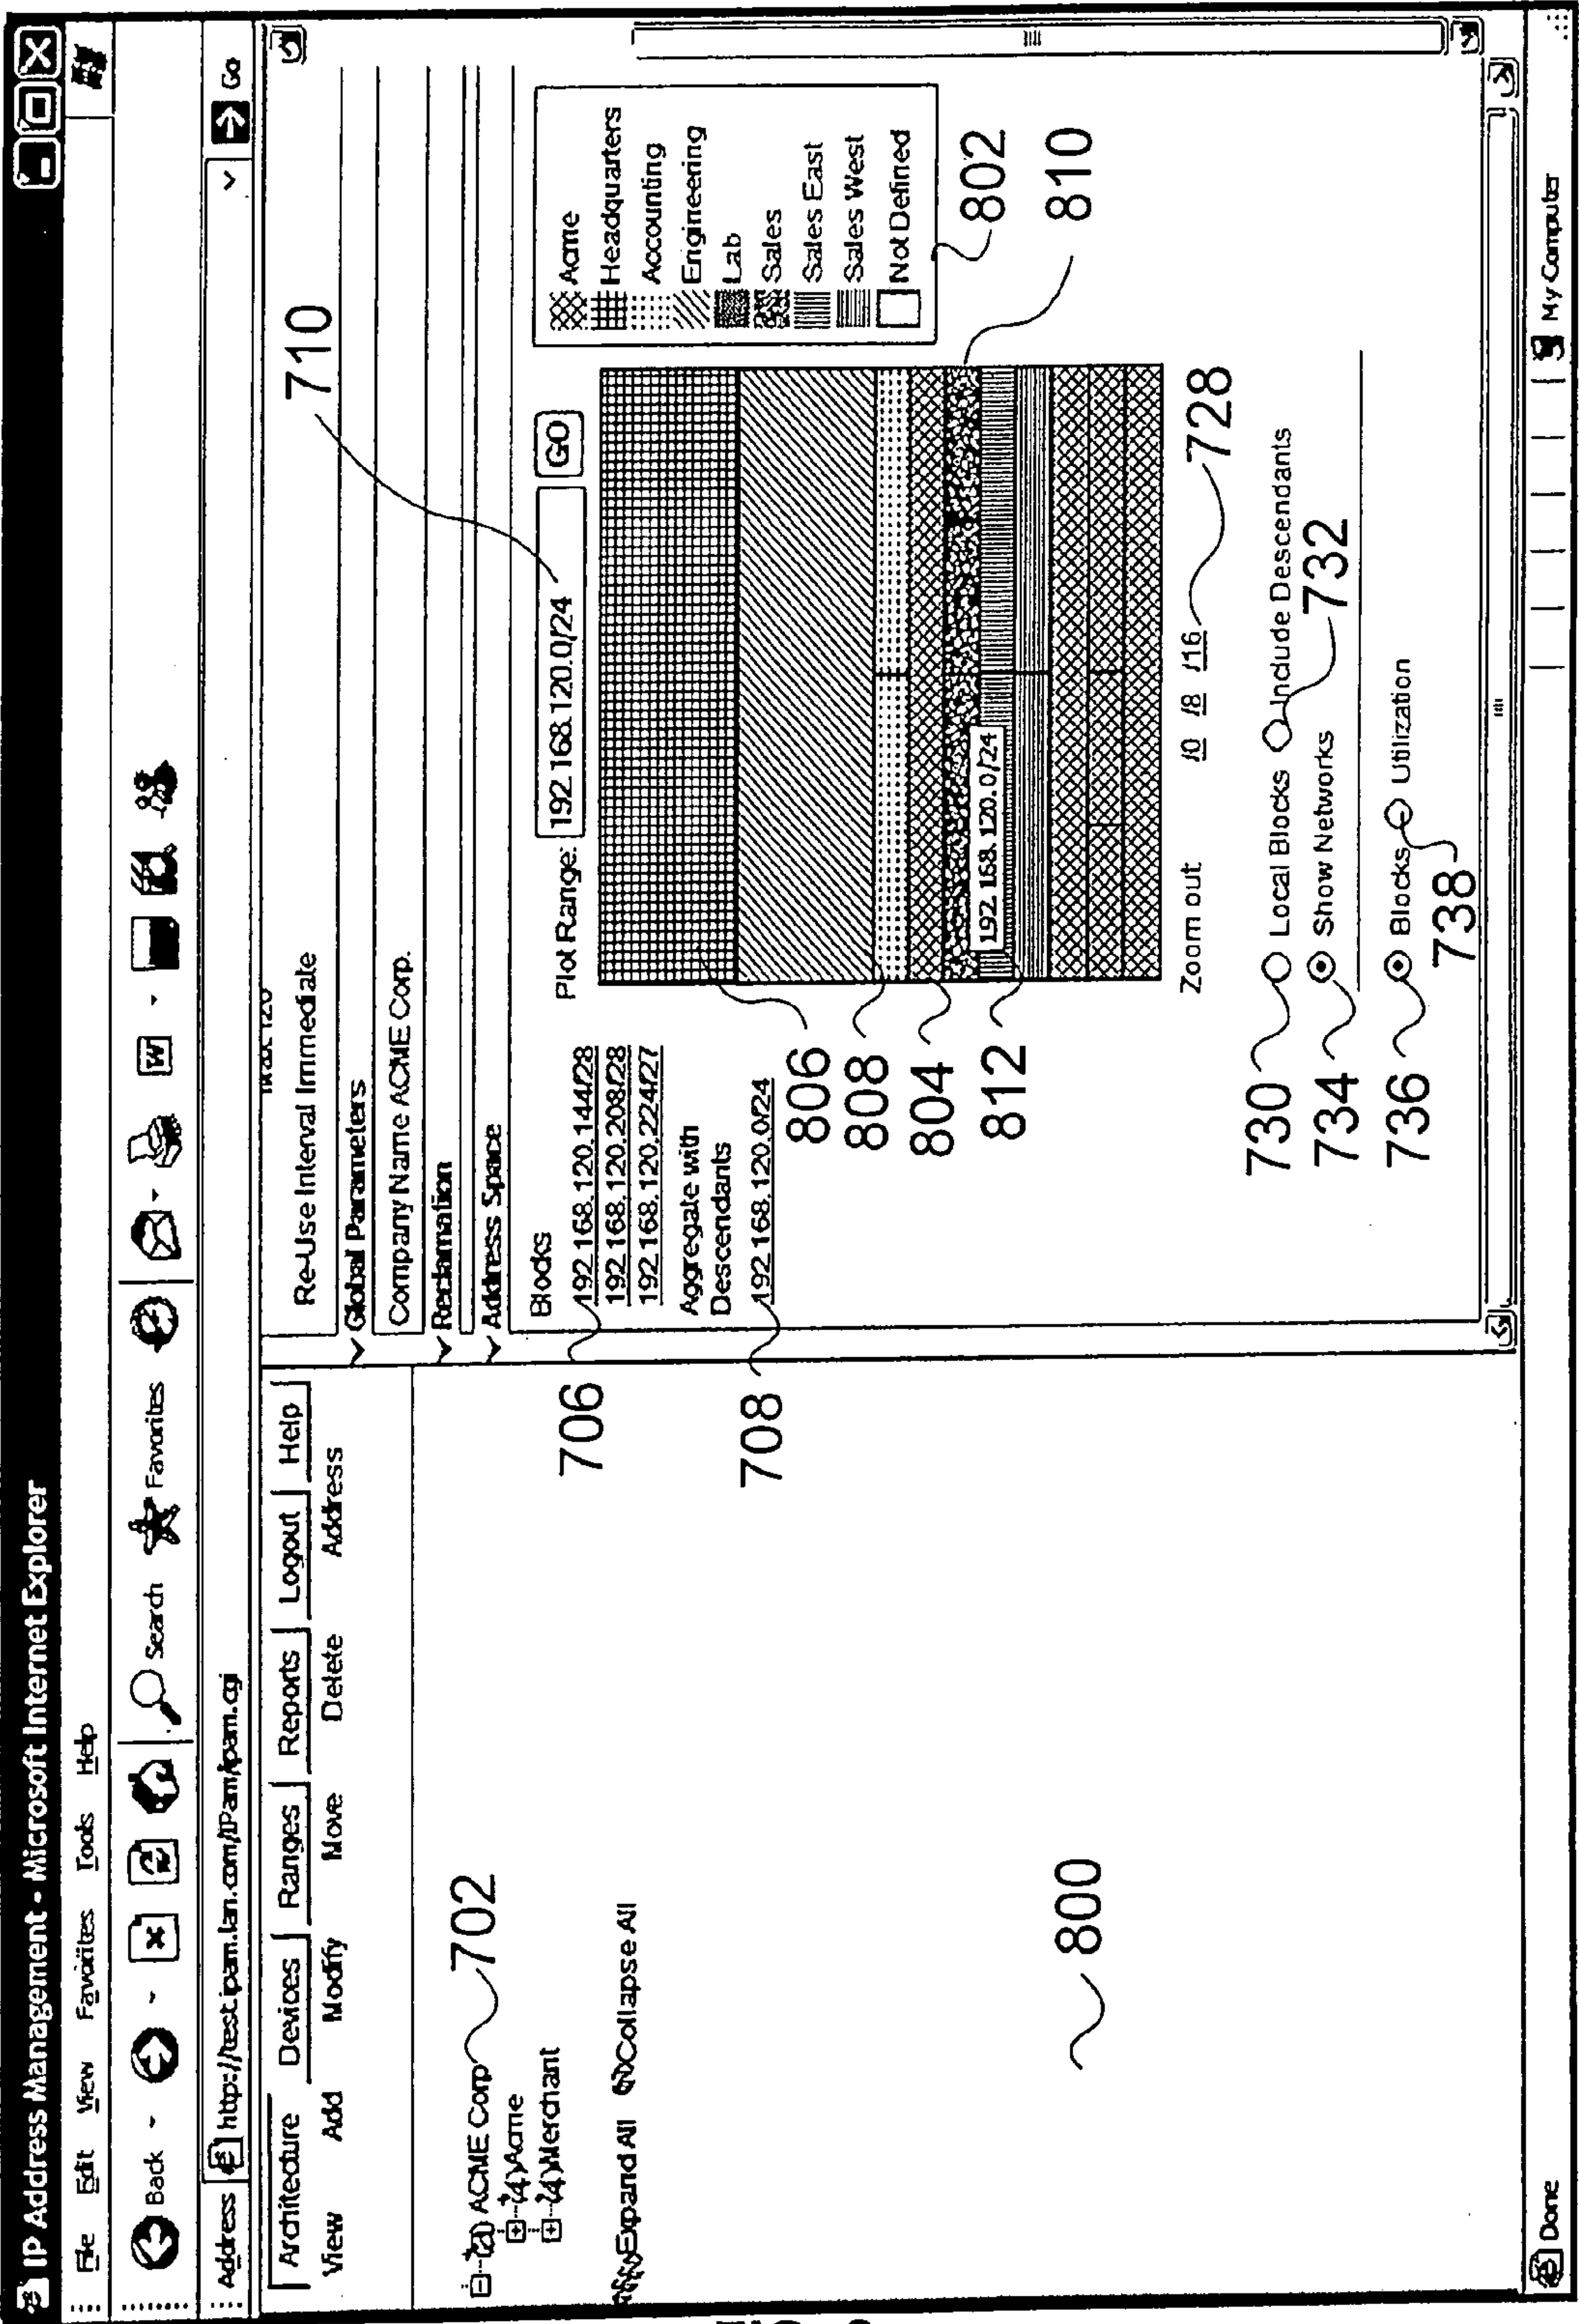 IP Address Management - Microsoft Internet Explorer
File Edit View Favorites Tools Help
Back Search Favorites
Address http://test.ipam.lan.com/IPam/ipam.cgi Go
Architecture Devices Ranges Reports Logout Help
View Add Modify Move Delete Address
(a) ACME Corp 702
(4)Acme
(4)Merchant
Expand All Collapse All
800
Re-Use Interval Immediate
Global Parameters
Company Name ACME Corp.
Reclamation
Address Space
710
Blocks
706
192.168.120.144/28
192.168.120.208/28
192.168.120.224/27
Aggregate with
Descendants
708
192.168.120.0/24
Plot Range: 192.168.120.0/24 GO
Acme
Headquarters
Accounting
Engineering
Lab
Sales
Sales East
Sales West
Not Defined
802
810
806
808
804
812
192.168.120.0/24
Zoom out /0 /8 /16 728
730 Local Blocks Include Descendants
734 Show Networks 732
736 Blocks Utilization
738
Done My Computer